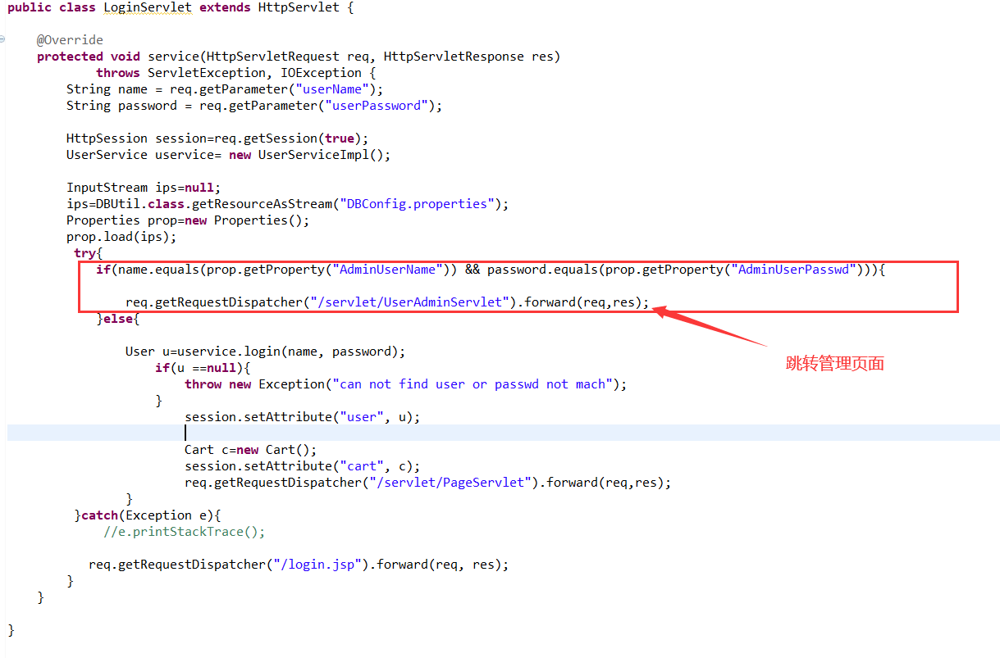 public class LoginServlet extends HttpServlet {
@Override
protected void service(HttpServletRequest req, HttpServletResponse res)
throws ServletException, IOException {
String name = req.getParameter("userName");
String password = req.getParameter("userPassword");
HttpSession session=req.getSession(true);
UserService uservice= new UserServiceImpl();
InputStream ips=null;
ips=DBUtil.class.getResourceAsStream("DBConfig.properties");
Properties prop=new Properties();
prop.load(ips);
try{
if(name.equals(prop.getProperty("AdminUserName")) && password.equals(prop.getProperty("AdminUserPasswd"))){
req.getRequestDispatcher("/servlet/UserAdminServlet").forward(req,res);
}else{
User u=uservice.login(name, password);
跳转管理页面
if(u ==null){
throw new Exception("can not find user or passwd not mach");
}
session.setAttribute("user", u);
Cart c=new Cart();
session.setAttribute("cart", c);
req.getRequestDispatcher("/servlet/PageServlet").forward(req,res);
}
}catch(Exception e){
//e.printStackTrace();
req.getRequestDispatcher("/login.jsp").forward(req, res);
}
}
}